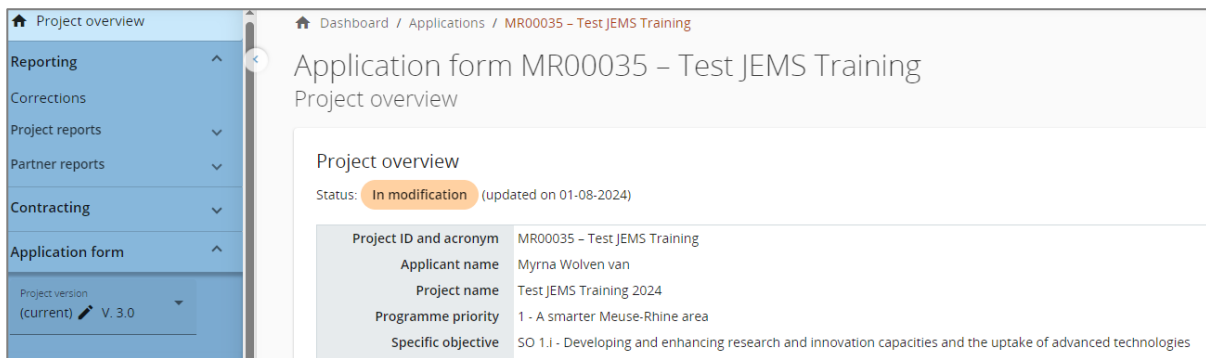 Project overview
Reporting
Corrections
Project reports
Partner reports
Contracting
Application form
Project version
(current) V. 3.0
Dashboard / Applications / MR00035 – Test JEMS Training
Application form MR00035 – Test JEMS Training
Project overview
Project overview
Status: In modification (updated on 01-08-2024)
Project ID and acronym MR00035 – Test JEMS Training
Applicant name Myrna Wolven van
Project name Test JEMS Training 2024
Programme priority 1 - A smarter Meuse-Rhine area
Specific objective SO 1.i - Developing and enhancing research and innovation capacities and the uptake of advanced technologies